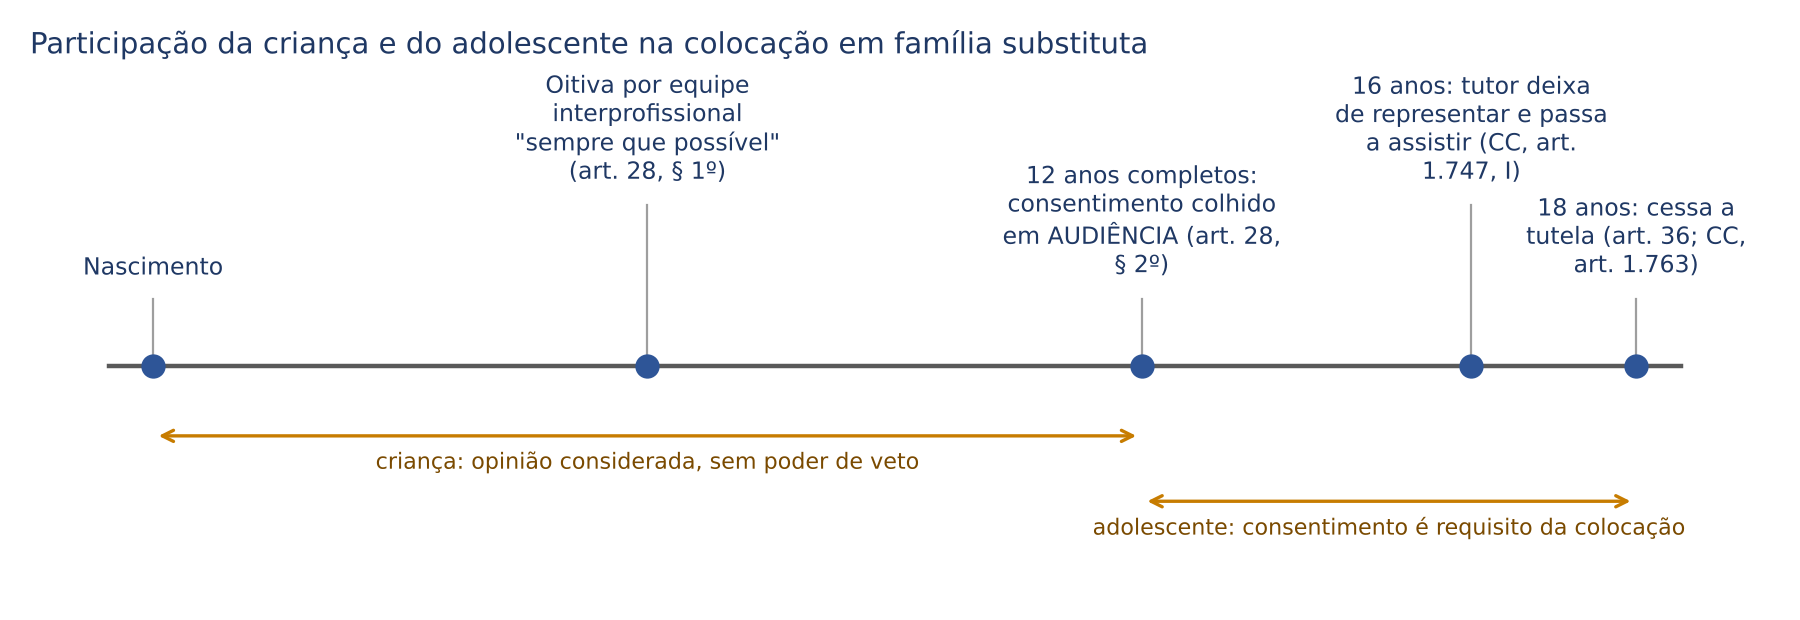 Participação da criança e do adolescente na colocação em família substituta
Nascimento
Oitiva por equipe
interprofissional
"sempre que possível"
(art. 28, § 1º)
12 anos completos:
consentimento colhido
em AUDIÊNCIA (art. 28,
§ 2º)
16 anos: tutor deixa
de representar e passa
a assistir (CC, art.
1.747, I)
18 anos: cessa a
tutela (art. 36; CC,
art. 1.763)
criança: opinião considerada, sem poder de veto
adolescente: consentimento é requisito da colocação